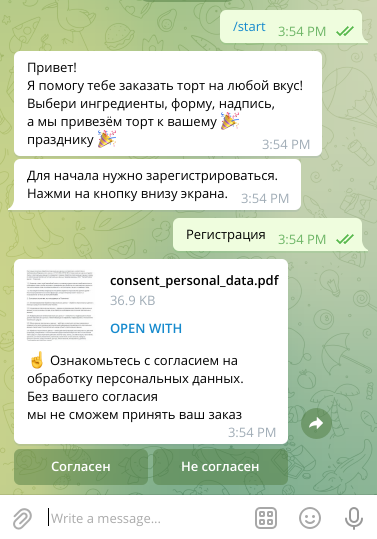 /start
3:54 PM
Привет!
Я помогу тебе заказать торт на любой вкус!
Выбери ингредиенты, форму, надпись,
а мы привезём торт к вашему 🎉
празднику 🎉
3:54 PM
Для начала нужно зарегистрироваться.
Нажми на кнопку внизу экрана.
3:54 PM
Регистрация
3:54 PM
consent_personal_data.pdf
36.9 KB
OPEN WITH
☝ Ознакомьтесь с согласием на
обработку персональных данных.
Без вашего согласия
мы не сможем принять ваш заказ
3:54 PM
Согласен
Не согласен
Write a message...